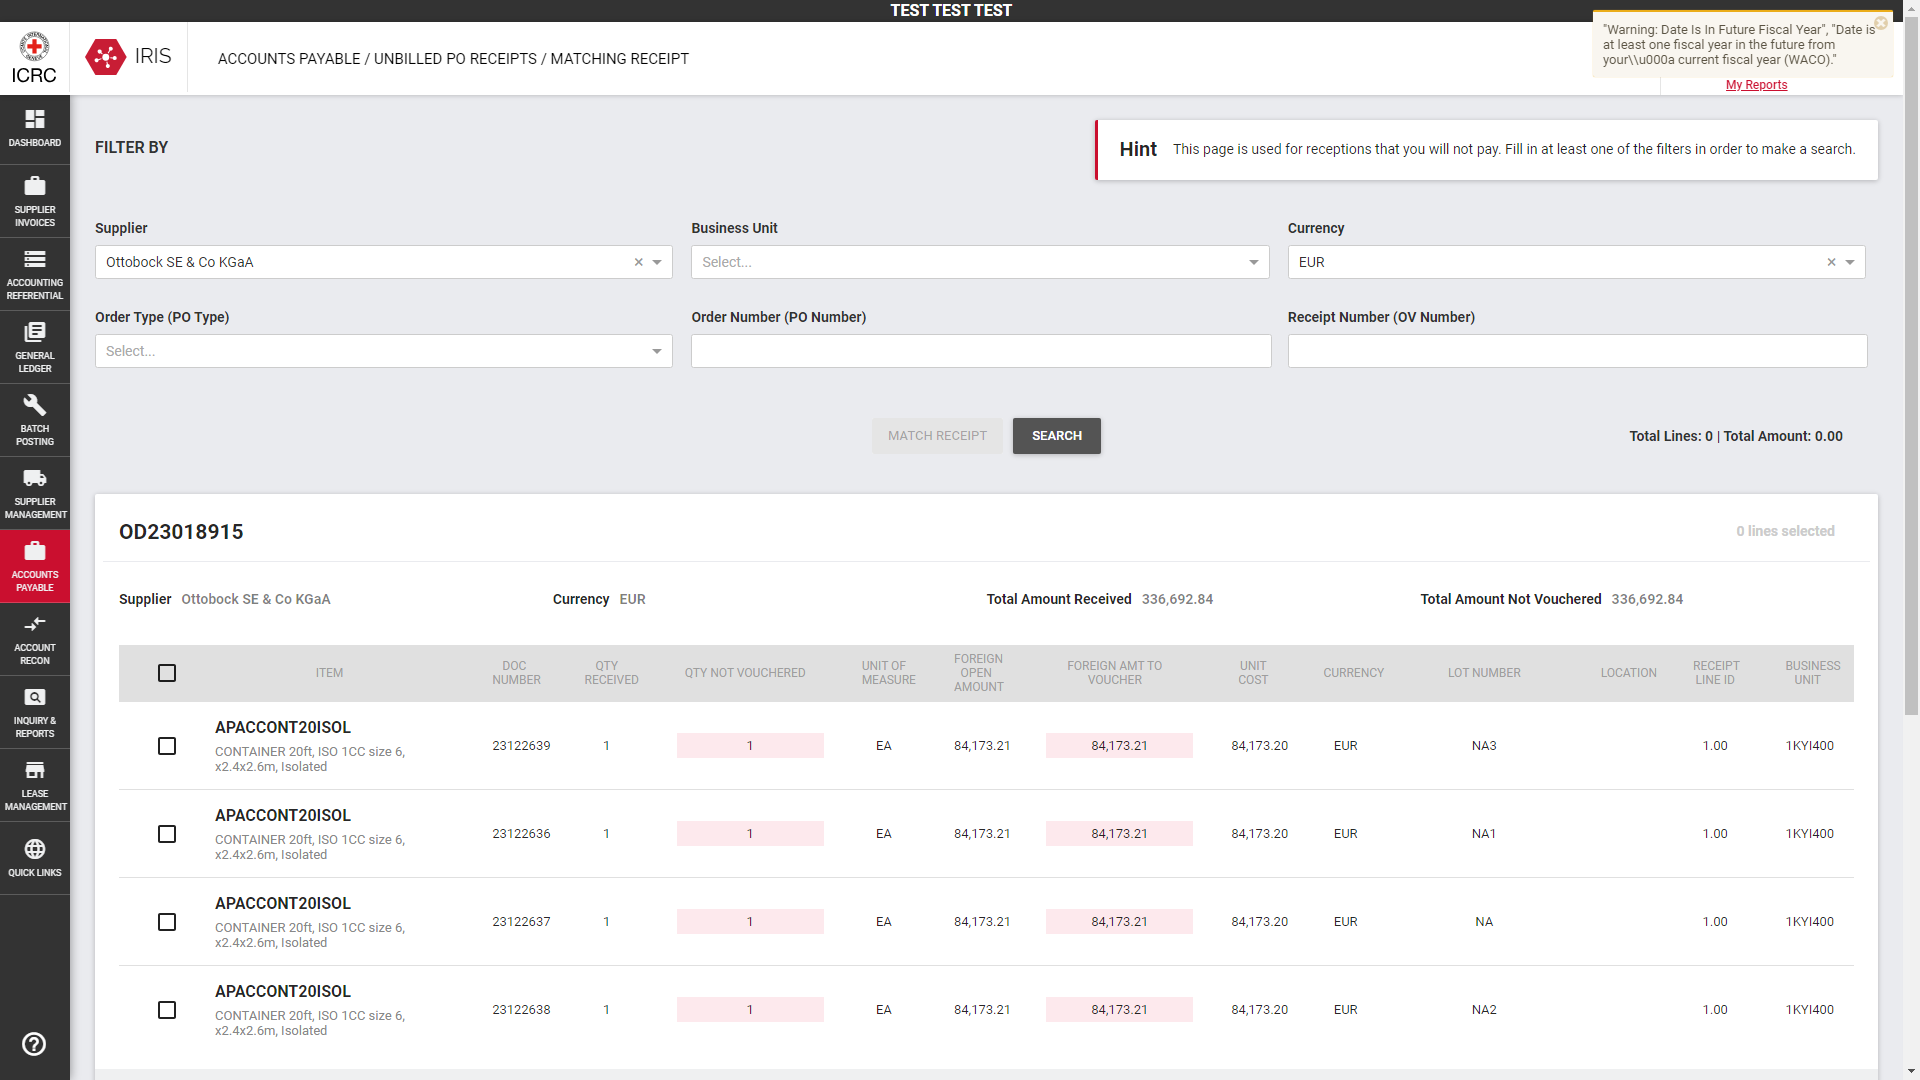 TEST TEST TEST
ICRC
IRIS
ACCOUNTS PAYABLE / UNBILLED PO RECEIPTS / MATCHING RECEIPT
"Warning: Date Is In Future Fiscal Year", "Date is
at least one fiscal year in the future from
your\\u000a current fiscal year (WACO)."
My Reports
DASHBOARD
SUPPLIER
INVOICES
ACCOUNTING
REFERENTIAL
GENERAL
LEDGER
BATCH
POSTING
SUPPLIER
MANAGEMENT
ACCOUNTS
PAYABLE
ACCOUNT
RECON
INQUIRY &
REPORTS
LEASE
MANAGEMENT
QUICK LINKS
FILTER BY
Hint This page is used for receptions that you will not pay. Fill in at least one of the filters in order to make a search.
Supplier
Ottobock SE & Co KGaA
Business Unit
Select...
Currency
EUR
Order Type (PO Type)
Select...
Order Number (PO Number)
Receipt Number (OV Number)
MATCH RECEIPT
SEARCH
Total Lines: 0 | Total Amount: 0.00
OD23018915
0 lines selected
Supplier Ottobock SE & Co KGaA
Currency EUR
Total Amount Received 336,692.84
Total Amount Not Vouchered 336,692.84
ITEM
DOC
NUMBER
QTY
RECEIVED
QTY NOT VOUCHERED
UNIT OF
MEASURE
FOREIGN
OPEN
AMOUNT
FOREIGN AMT TO
VOUCHER
UNIT
COST
CURRENCY
LOT NUMBER
LOCATION
RECEIPT
LINE ID
BUSINESS
UNIT
APACCONT20ISOL
CONTAINER 20ft, ISO 1CC size 6,
x2.4x2.6m, Isolated
23122639 1 1 EA 84,173.21 84,173.21 84,173.20 EUR NA3 1.00 1KYI400
APACCONT20ISOL
CONTAINER 20ft, ISO 1CC size 6,
x2.4x2.6m, Isolated
23122636 1 1 EA 84,173.21 84,173.21 84,173.20 EUR NA1 1.00 1KYI400
APACCONT20ISOL
CONTAINER 20ft, ISO 1CC size 6,
x2.4x2.6m, Isolated
23122637 1 1 EA 84,173.21 84,173.21 84,173.20 EUR NA 1.00 1KYI400
APACCONT20ISOL
CONTAINER 20ft, ISO 1CC size 6,
x2.4x2.6m, Isolated
23122638 1 1 EA 84,173.21 84,173.21 84,173.20 EUR NA2 1.00 1KYI400